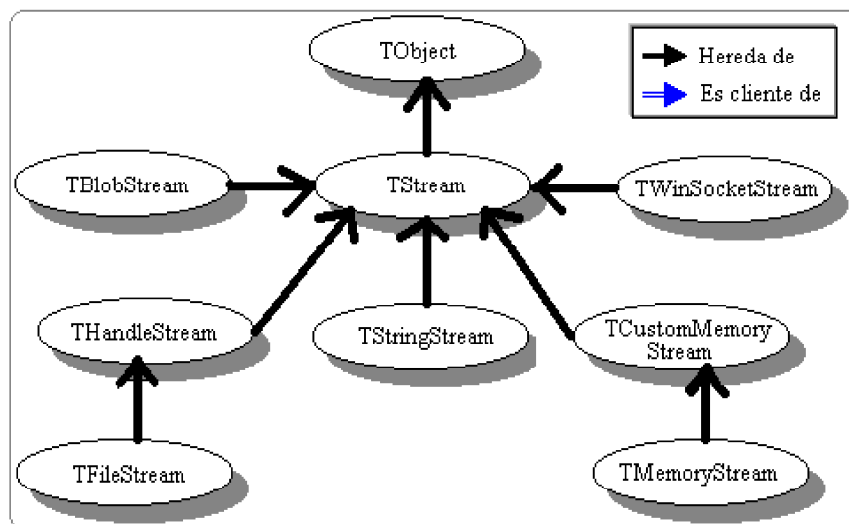 TObject
Hereda de
Es cliente de
TBlobStream
TStream
TWinSocketStream
THandleStream
TStringStream
TCustomMemory
Stream
TFileStream
TMemoryStream